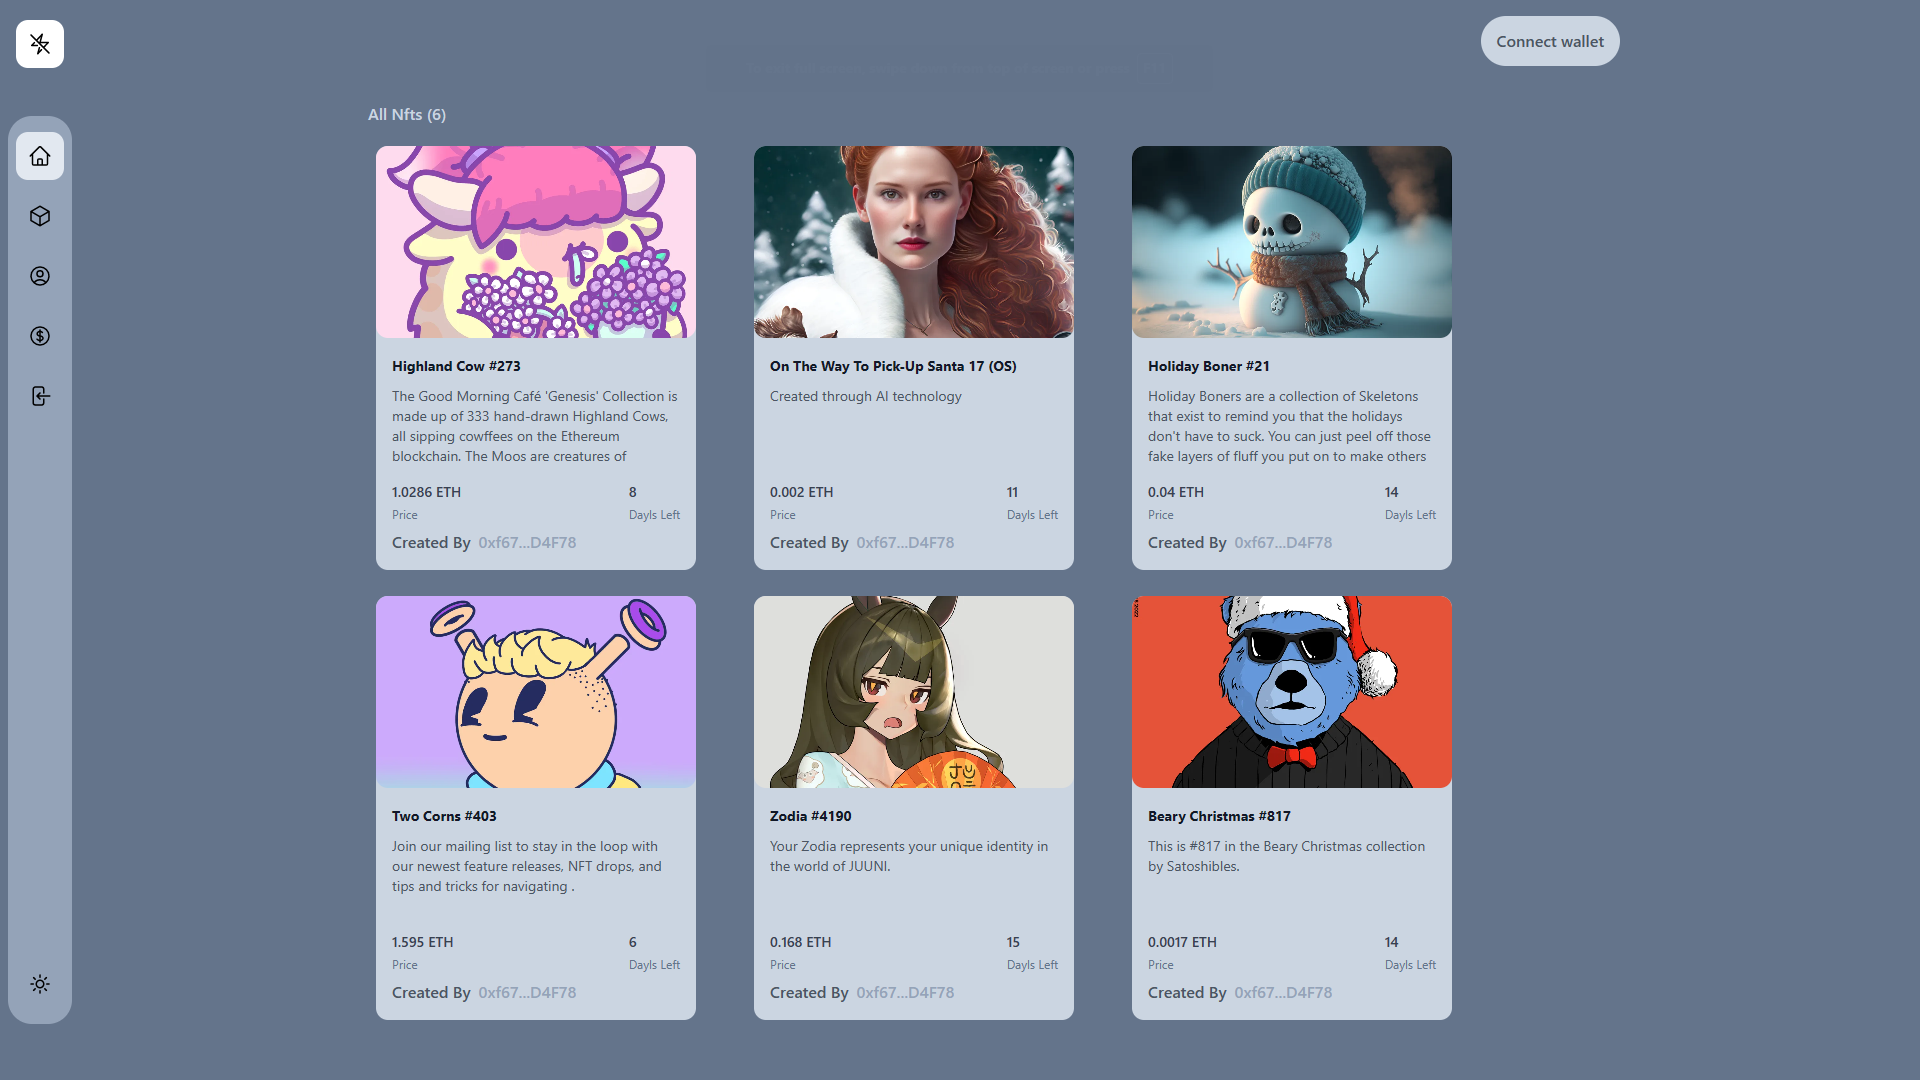 Connect wallet
All Nfts (6)
Highland Cow #273
The Good Morning Café 'Genesis' Collection is
made up of 333 hand-drawn Highland Cows,
all sipping cowffees on the Ethereum
blockchain. The Moos are creatures of
1.0286 ETH
8
Price
Dayls Left
Created By 0xf67...D4F78
On The Way To Pick-Up Santa 17 (OS)
Created through AI technology
0.002 ETH
11
Price
Dayls Left
Created By 0xf67...D4F78
Holiday Boner #21
Holiday Boners are a collection of Skeletons
that exist to remind you that the holidays
don't have to suck. You can just peel off those
fake layers of fluff you put on to make others
0.04 ETH
14
Price
Dayls Left
Created By 0xf67...D4F78
Two Corns #403
Join our mailing list to stay in the loop with
our newest feature releases, NFT drops, and
tips and tricks for navigating .
1.595 ETH
6
Price
Dayls Left
Created By 0xf67...D4F78
Zodia #4190
Your Zodia represents your unique identity in
the world of JUUNI.
0.168 ETH
15
Price
Dayls Left
Created By 0xf67...D4F78
Beary Christmas #817
This is #817 in the Beary Christmas collection
by Satoshibles.
0.0017 ETH
14
Price
Dayls Left
Created By 0xf67...D4F78